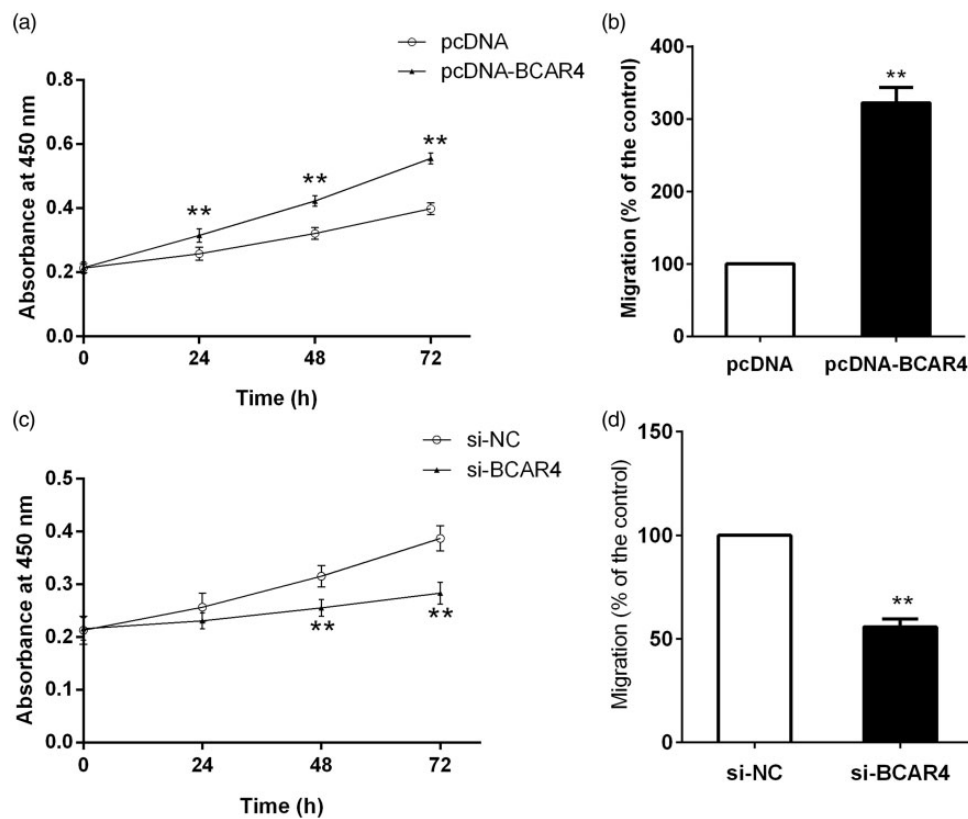 (a)
pcDNA
pcDNA-BCAR4
Absorbance at 450 nm
0.8
0.6
0.4
0.2
0.0
**
**
**
0
24
48
72
Time (h)
(b)
Migration (% of the control)
400
300
200
100
0
**
pcDNA
pcDNA-BCAR4
(c)
si-NC
si-BCAR4
Absorbance at 450 nm
0.5
0.4
0.3
0.2
0.1
0.0
**
**
0
24
48
72
Time (h)
(d)
Migration (% of the control)
150
100
50
0
**
si-NC
si-BCAR4